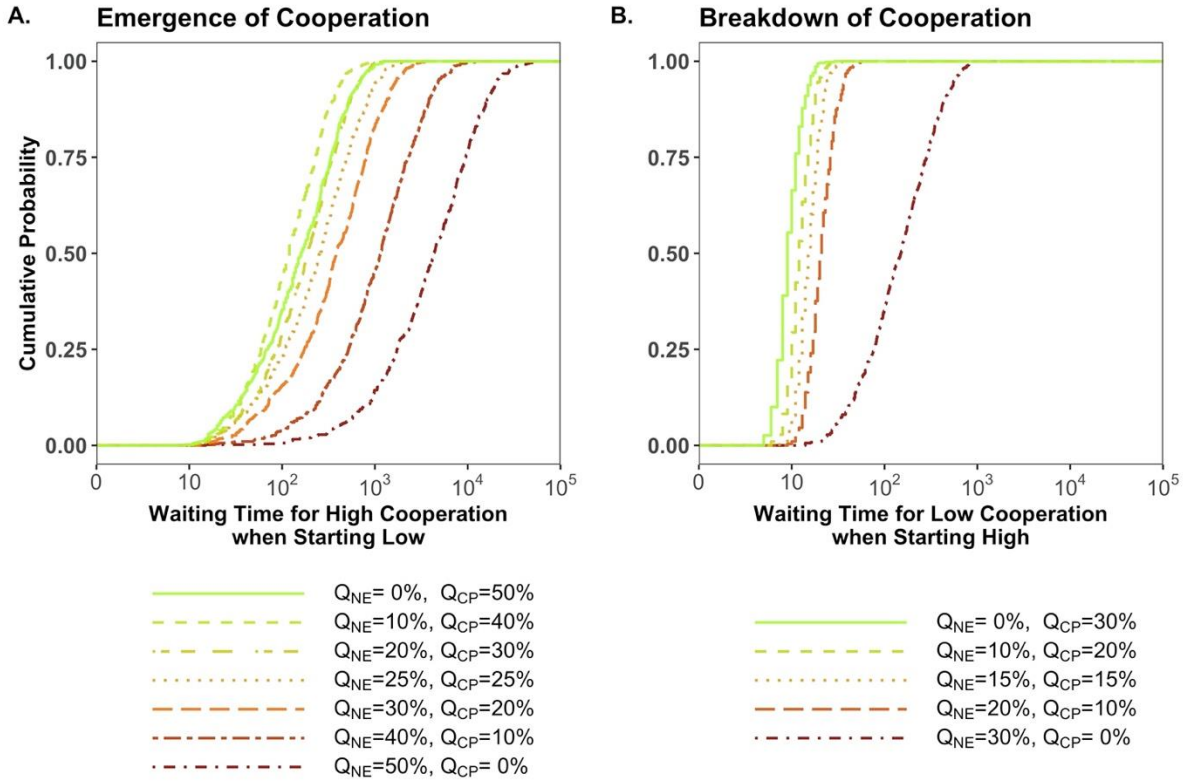 A. Emergence of Cooperation
1.00
0.75
0.50
0.25
0.00
Cumulative Probability
0 10 10² 10³ 10⁴ 10⁵
Waiting Time for High Cooperation
when Starting Low
Q_NE= 0%, Q_CP=50%
Q_NE=10%, Q_CP=40%
Q_NE=20%, Q_CP=30%
Q_NE=25%, Q_CP=25%
Q_NE=30%, Q_CP=20%
Q_NE=40%, Q_CP=10%
Q_NE=50%, Q_CP= 0%
B. Breakdown of Cooperation
1.00
0.75
0.50
0.25
0.00
0 10 10² 10³ 10⁴ 10⁵
Waiting Time for Low Cooperation
when Starting High
Q_NE= 0%, Q_CP=30%
Q_NE=10%, Q_CP=20%
Q_NE=15%, Q_CP=15%
Q_NE=20%, Q_CP=10%
Q_NE=30%, Q_CP= 0%